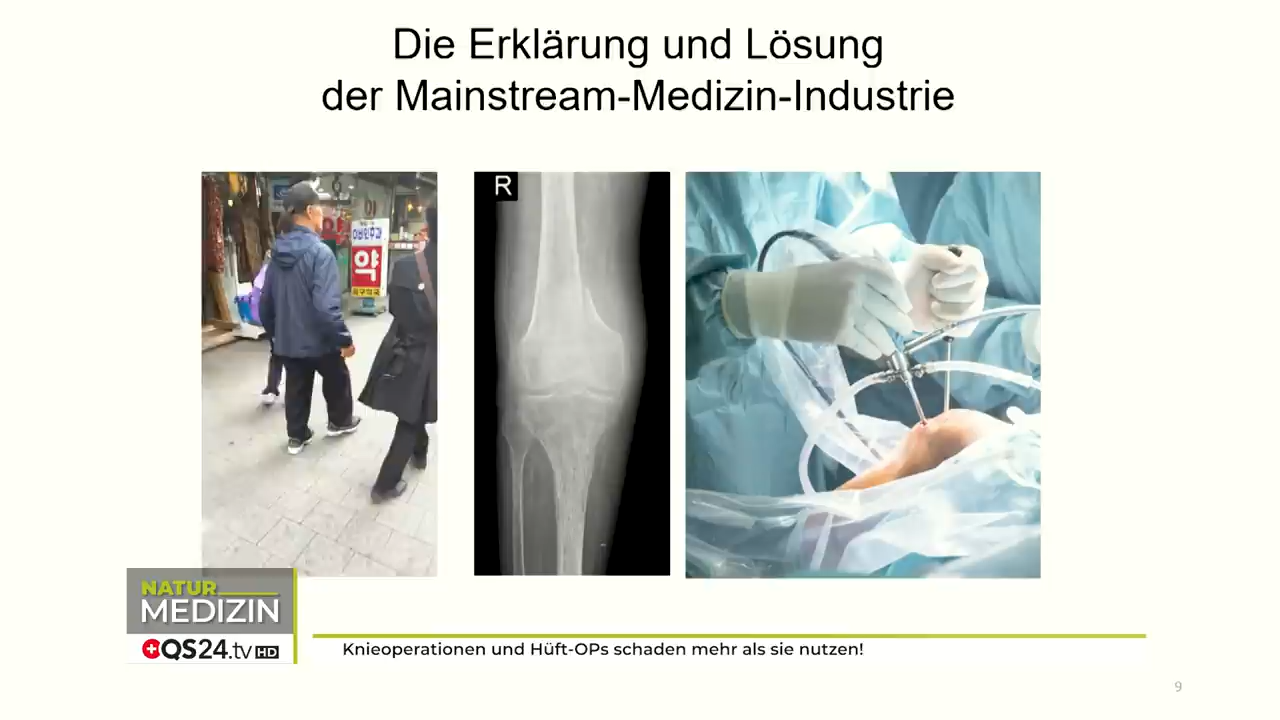 Die Erklärung und Lösung
der Mainstream-Medizin-Industrie
R
약
NATUR
MEDIZIN
QS24.tv HD
Knieoperationen und Hüft-OPs schaden mehr als sie nutzen!
9